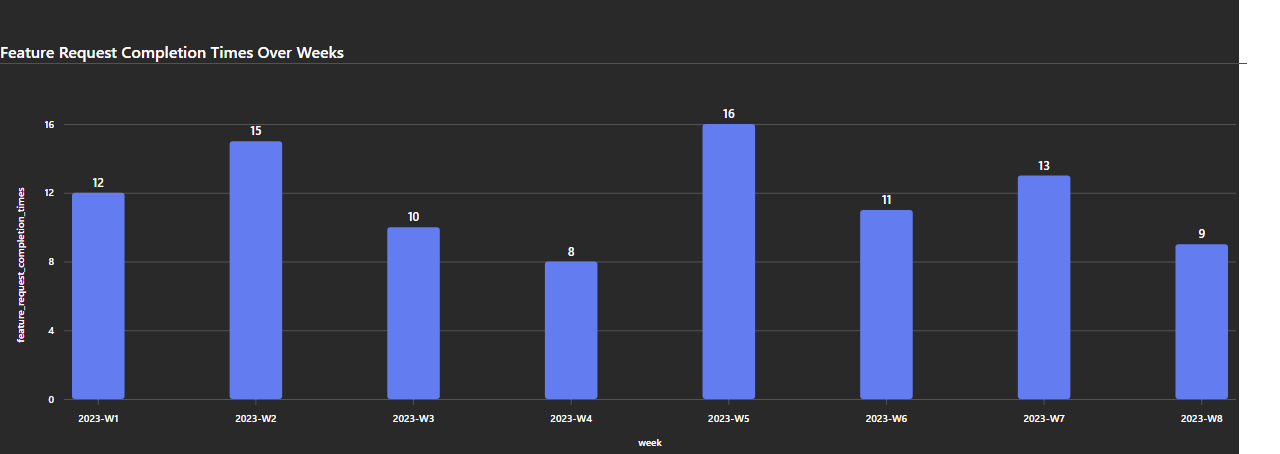 Feature Request Completion Times Over Weeks
feature_request_completion_times
16
12
8
4
0
12
15
10
8
16
11
13
9
2023-W1
2023-W2
2023-W3
2023-W4
2023-W5
2023-W6
2023-W7
2023-W8
week